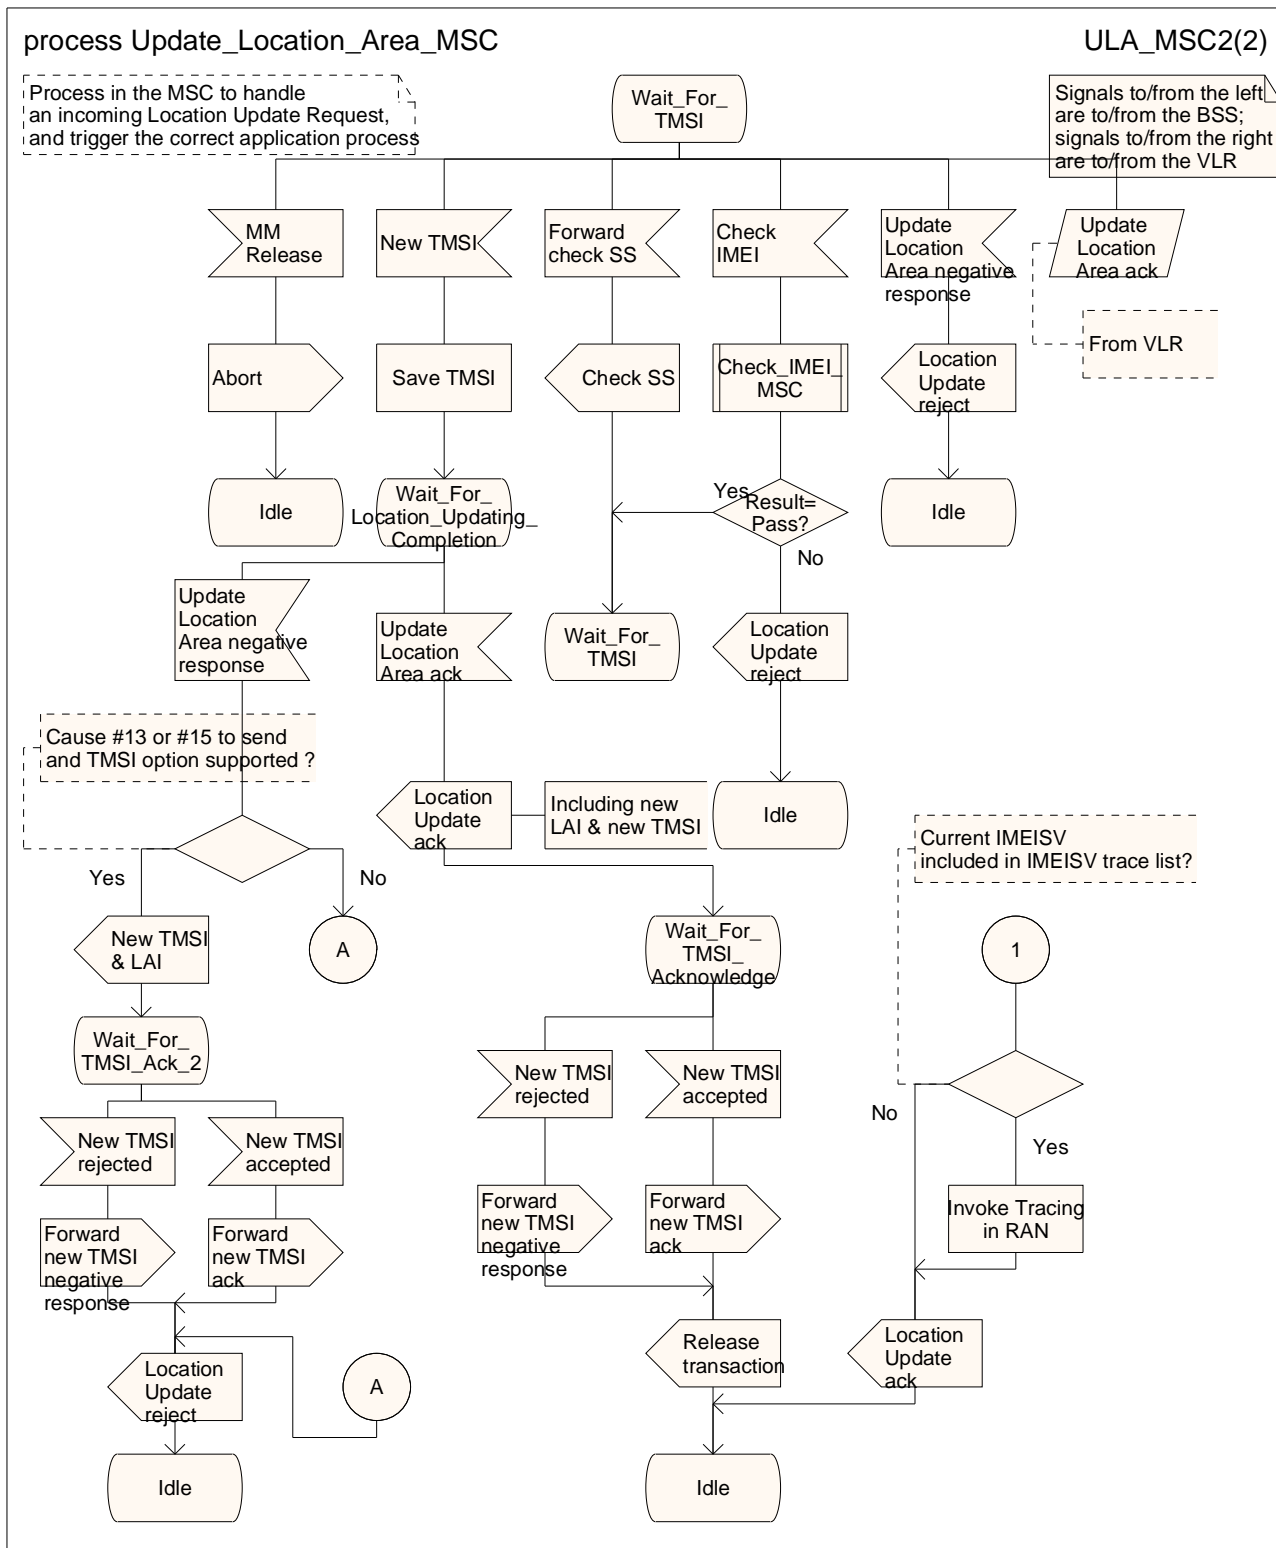 process Update_Location_Area_MSC
ULA_MSC2(2)
Process in the MSC to handle
an incoming Location Update Request,
and trigger the correct application process
Wait_For_
TMSI
Signals to/from the left
are to/from the BSS;
signals to/from the right
are to/from the VLR
MM
Release
New TMSI
Forward
check SS
Check
IMEI
Update
Location
Area negative
response
Update
Location
Area ack
From VLR
Abort
Save TMSI
Check SS
Check_IMEI_
MSC
Location
Update
reject
Idle
Wait_For_
Location_Updating_
Completion
Yes
Result=
Pass?
No
Idle
Update
Location
Area negative
response
Update
Location
Area ack
Wait_For_
TMSI
Location
Update
reject
Cause #13 or #15 to send
and TMSI option supported ?
Location
Update
ack
Including new
LAI & new TMSI
Idle
Current IMEISV
included in IMEISV trace list?
Yes
No
New TMSI
& LAI
A
Wait_For_
TMSI_
Acknowledge
1
Wait_For_
TMSI_Ack_2
New TMSI
rejected
New TMSI
accepted
No
Yes
New TMSI
rejected
New TMSI
accepted
Forward
new TMSI
negative
response
Forward
new TMSI
ack
Invoke Tracing
in RAN
Forward
new TMSI
negative
response
Forward
new TMSI
ack
Location
Update
reject
A
Release
transaction
Location
Update
ack
Idle
Idle